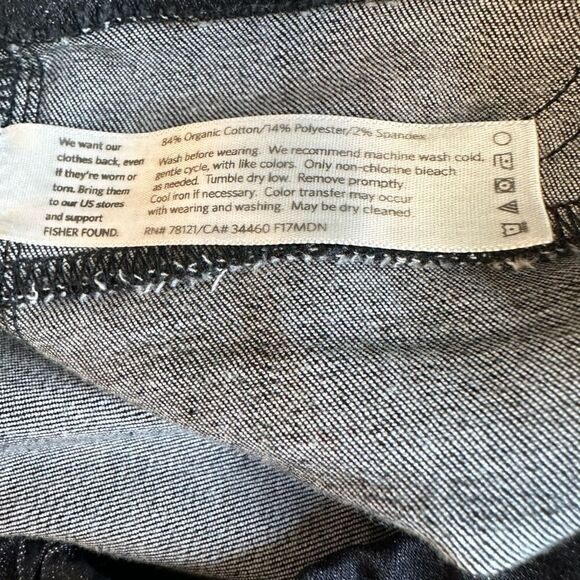 We want our
clothes back, even
if they're worn or
torn. Bring them
to our US stores
and support
FISHER FOUND.
84% Organic Cotton/14% Polyester/2% Spandex
Wash before wearing. We recommend machine wash cold,
gentle cycle, with like colors. Only non-chlorine bleach
as needed. Tumble dry low. Remove promptly.
Cool iron if necessary. Color transfer may occur
with wearing and washing. May be dry cleaned
RN# 78121/CA# 34460 F17MDN